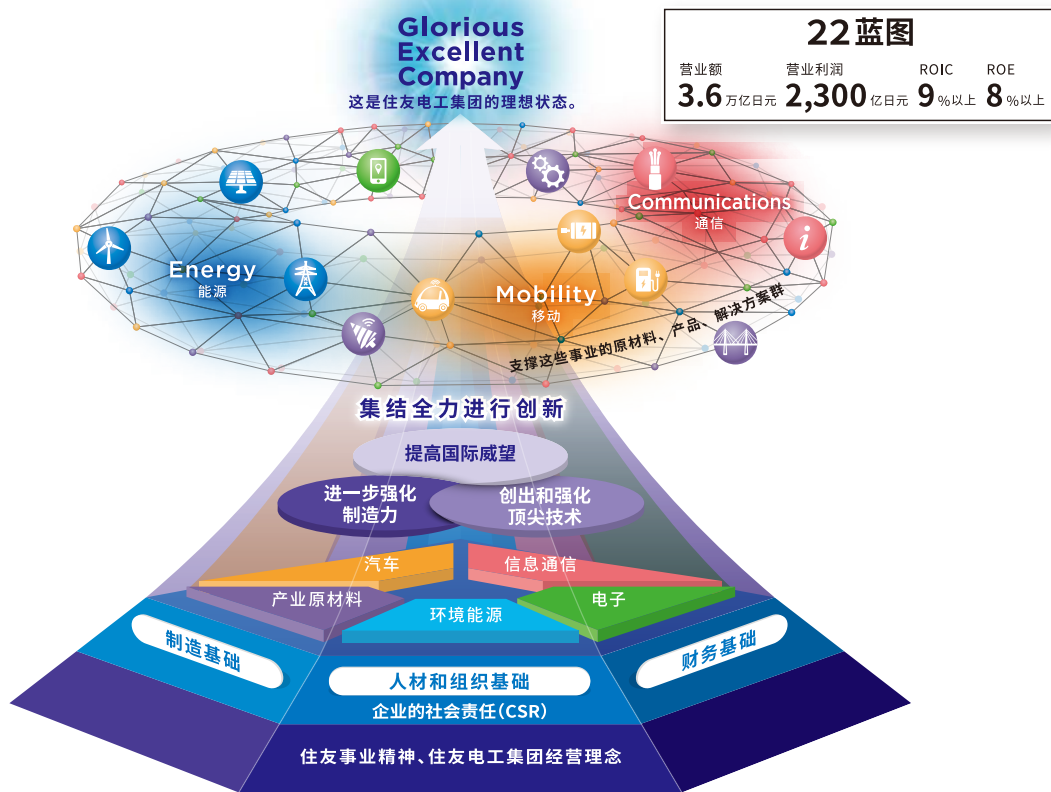 Glorious
Excellent
Company
这是住友电工集团的理想状态。
22蓝图
营业额 营业利润 ROIC ROE
3.6万亿日元 2,300亿日元 9%以上 8%以上
Communications
通信
Energy
能源
Mobility
移动
支撑这些事业的原材料、产品、解决方案群
集结全力进行创新
提高国际威望
进一步强化
制造力
创出和强化
顶尖技术
汽车
信息通信
产业原材料
环境能源
电子
制造基础
人材和组织基础
财务基础
企业的社会责任(CSR)
住友事业精神、住友电工集团经营理念